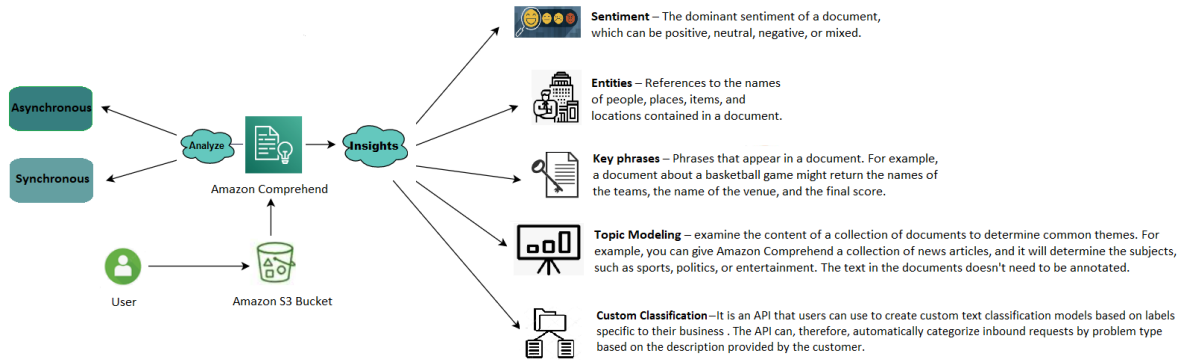 Sentiment – The dominant sentiment of a document,
which can be positive, neutral, negative, or mixed.
Entities – References to the names
of people, places, items, and
locations contained in a document.
Asynchronous
Analyze
Insights
Synchronous
Amazon Comprehend
Key phrases – Phrases that appear in a document. For example,
a document about a basketball game might return the names of
the teams, the name of the venue, and the final score.
Topic Modeling – examine the content of a collection of documents to determine common themes. For
example, you can give Amazon Comprehend a collection of news articles, and it will determine the subjects,
such as sports, politics, or entertainment. The text in the documents doesn't need to be annotated.
User
Amazon S3 Bucket
Custom Classification –It is an API that users can use to create custom text classification models based on labels
specific to their business . The API can, therefore, automatically categorize inbound requests by problem type
based on the description provided by the customer.